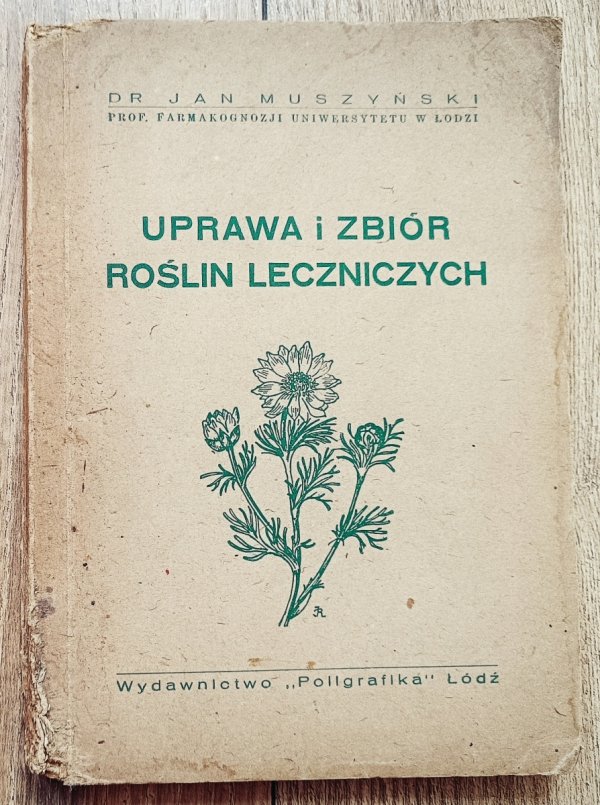 DR JAN MUSZYŃSKI
PROF. FARMAKOGNOZJI UNIWERSYTETU W ŁODZI
UPRAWA i ZBIÓR
ROŚLIN LECZNICZYCH
Wydawnictwo „Poligrafika" Łódź